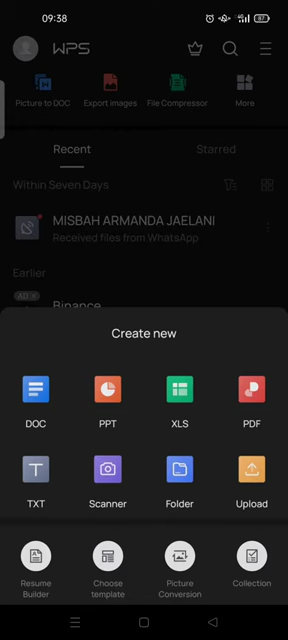 09:38
87
WPS
Picture to DOC
Export images
File Compressor
More
Recent
Starred
Within Seven Days
MISBAH ARMANDA JAELANI
Received files from WhatsApp
Earlier
AD
Binance
Create new
DOC
PPT
XLS
PDF
TXT
Scanner
Folder
Upload
Resume
Builder
Choose
template
Picture
Conversion
Collection